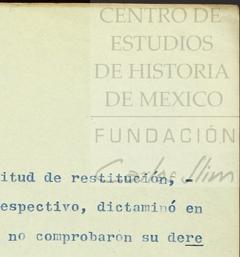 CENTRO DE
ESTUDIOS
DE HISTORIA
DE MEXICO
FUNDACIÓN
Carlos Slim
itud de restitución, -
espectivo, dictaminó en
no comprobaron su dere